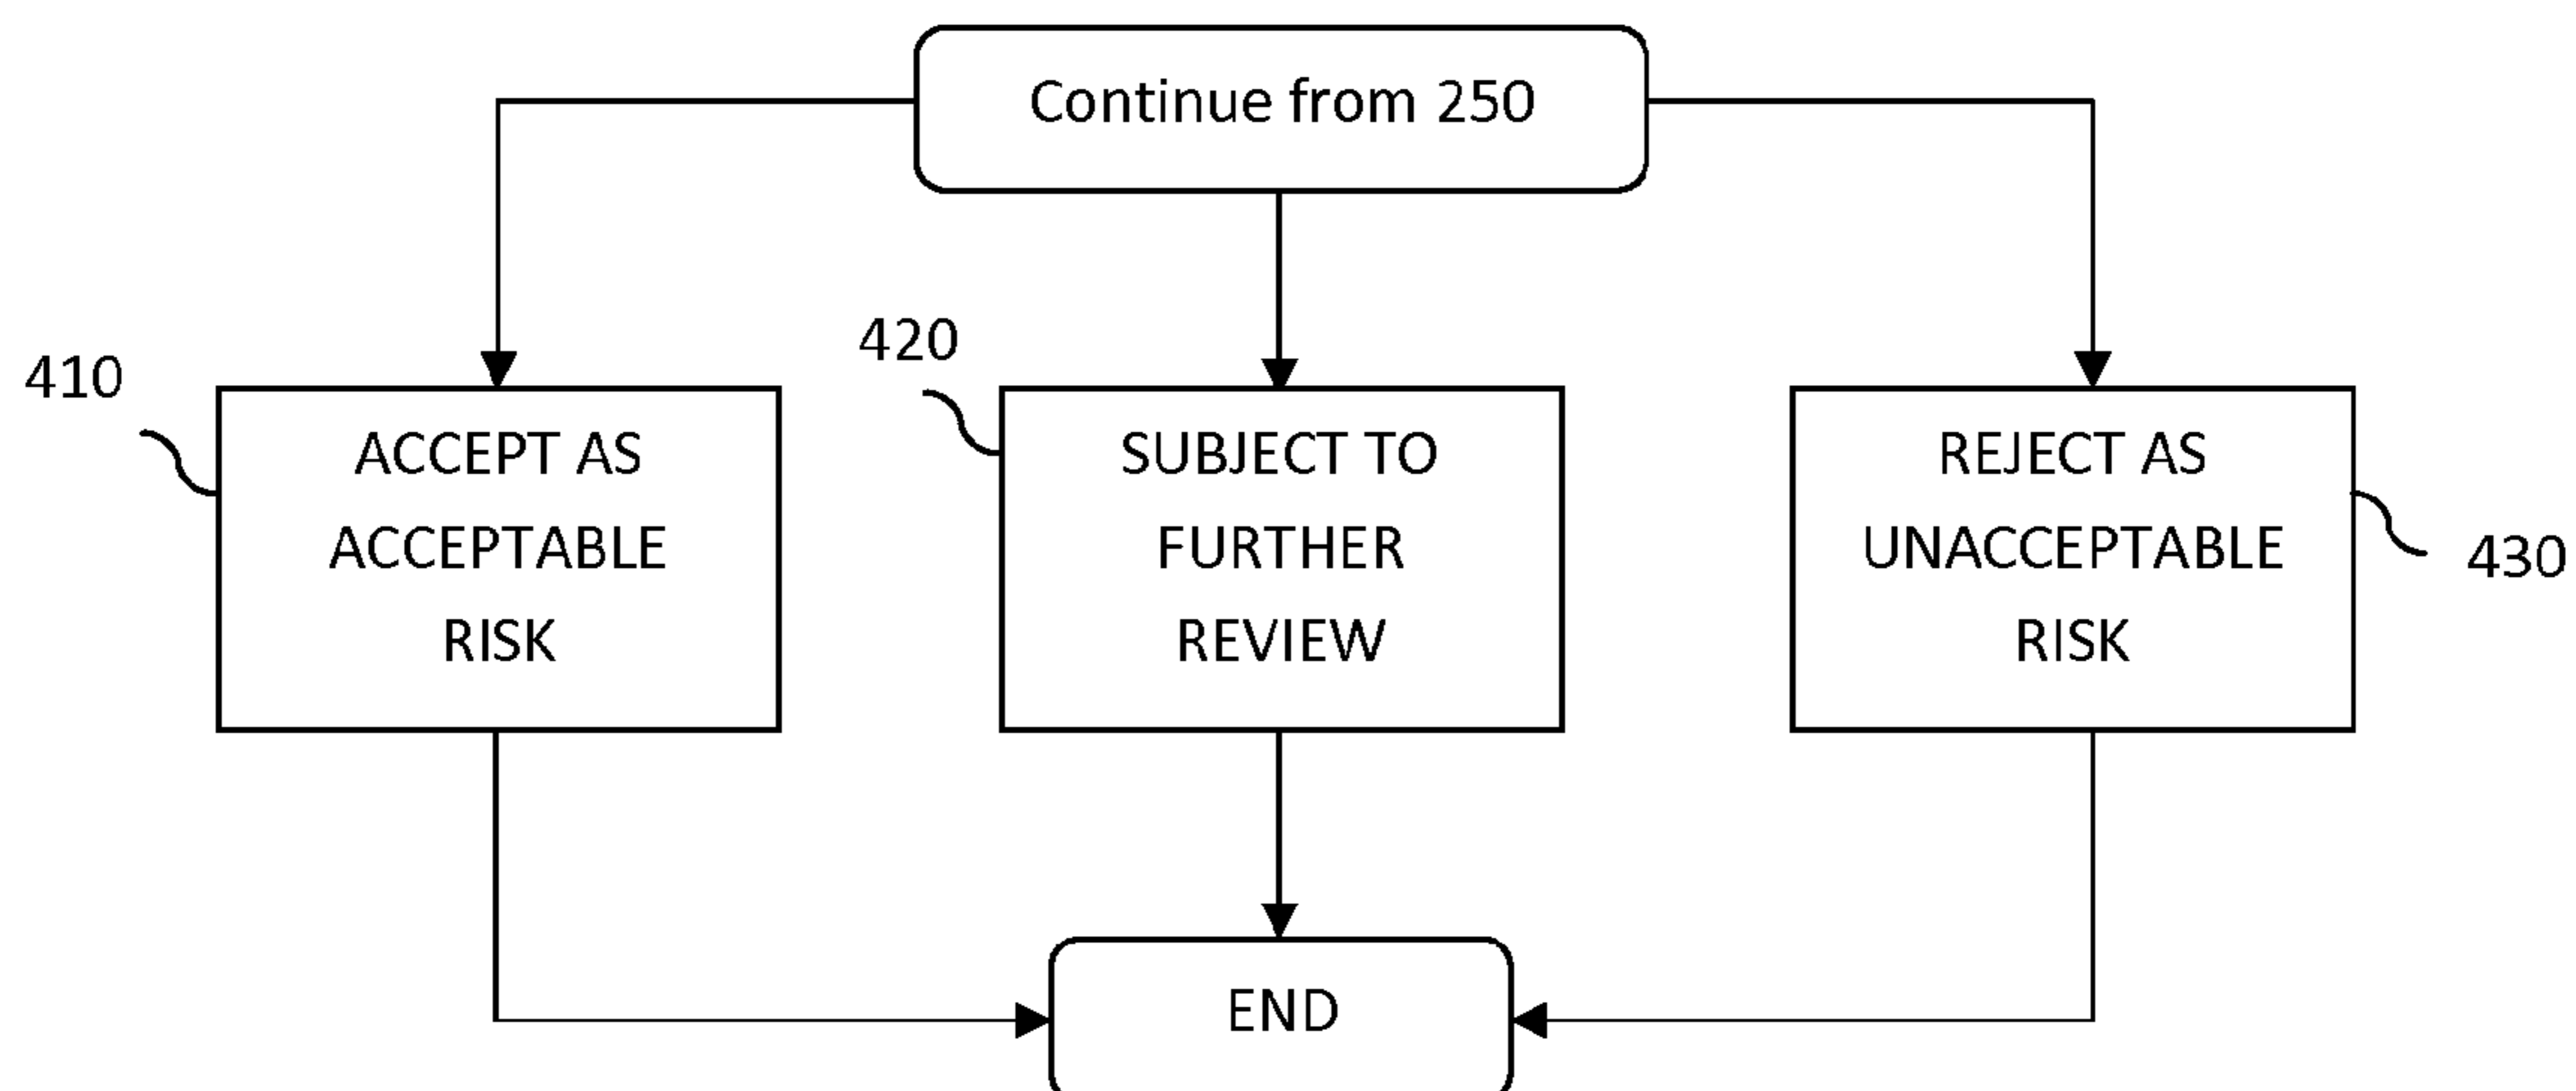 Continue from 250
420
410
ACCEPT AS
ACCEPTABLE
RISK
SUBJECT TO
FURTHER
REVIEW
REJECT AS
UNACCEPTABLE
RISK
430
END